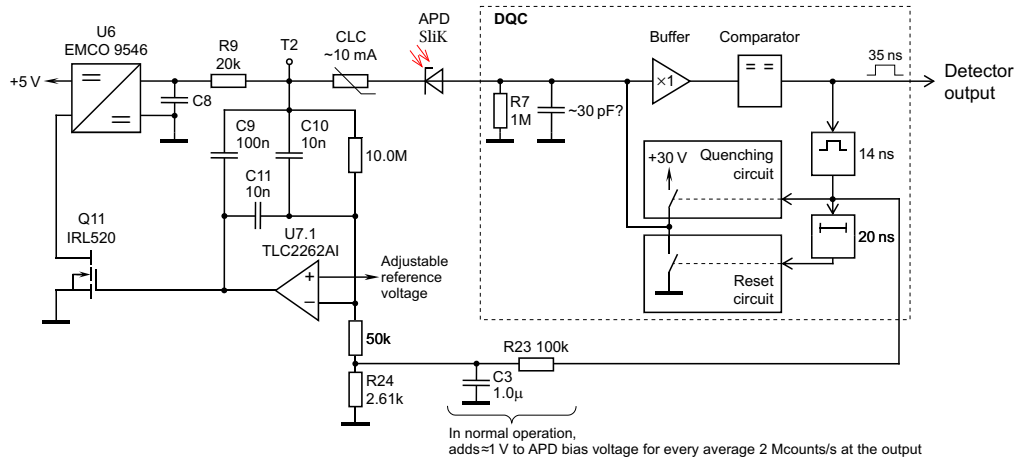 U6
EMCO 9546
+5 V
R9
20k
C8
T2
CLC
~10 mA
APD
SliK
DQC
Buffer
×1
Comparator
35 ns
Detector
output
R7
1M
~30 pF?
14 ns
+30 V
Quenching
circuit
20 ns
Reset
circuit
C9
100n
C10
10n
10.0M
C11
10n
Q11
IRL520
U7.1
TLC2262AI
+
−
Adjustable
reference
voltage
50k
R23 100k
R24
2.61k
C3
1.0µ
In normal operation,
adds≈1 V to APD bias voltage for every average 2 Mcounts/s at the output